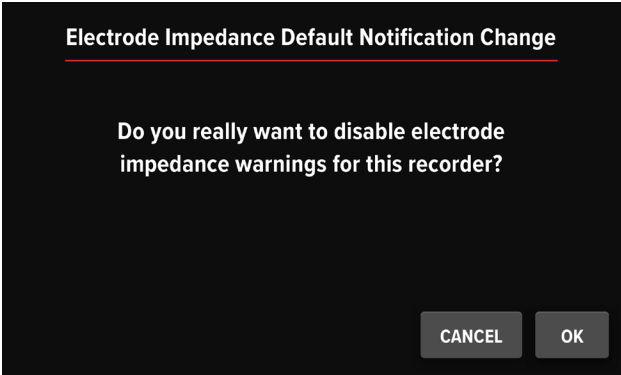 Electrode Impedance Default Notification Change
Do you really want to disable electrode
impedance warnings for this recorder?
CANCEL OK